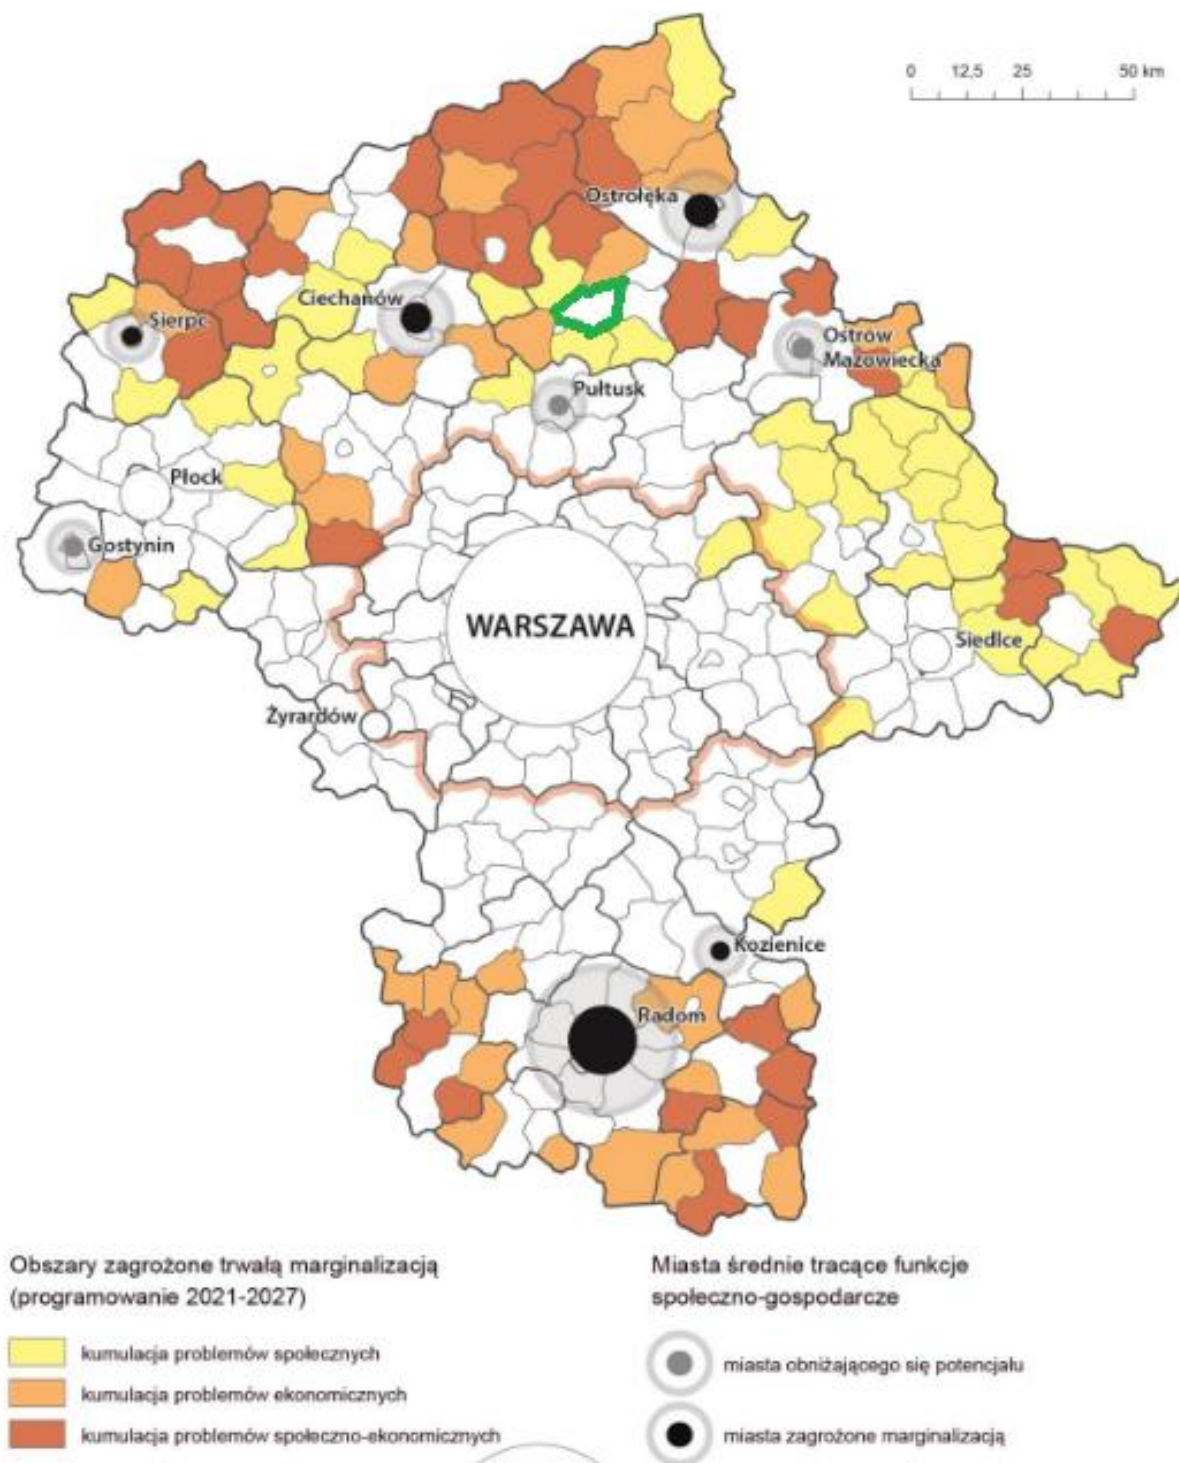 0 12,5 25 50 km
Ostrołęka
Ciechanów
Sierpc
Ostrów
Mazowiecka
Pułtusk
Płock
Gostynin
WARSZAWA
Siedlce
Żyrardów
Kozienice
Radom
Obszary zagrożone trwałą marginalizacją
(programowanie 2021-2027)
kumulacja problemów społecznych
kumulacja problemów ekonomicznych
kumulacja problemów społeczno-ekonomicznych
Miasta średnie tracące funkcje
społeczno-gospodarcze
miasta obniżającego się potencjału
miasta zagrożone marginalizacją